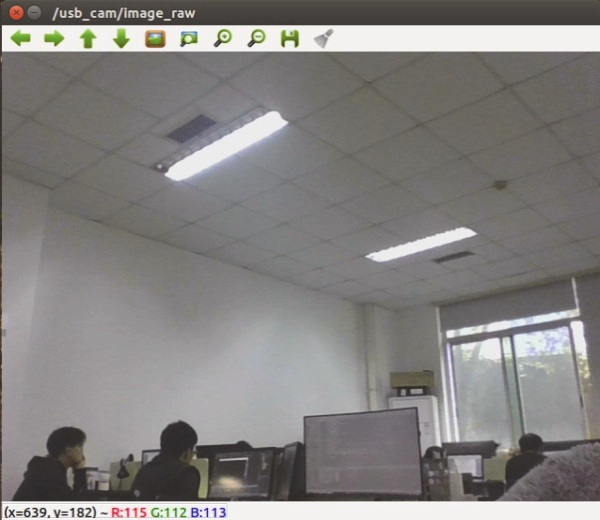 /usb_cam/image_raw
(x=639, y=182) ~ R:115 G:112 B:113